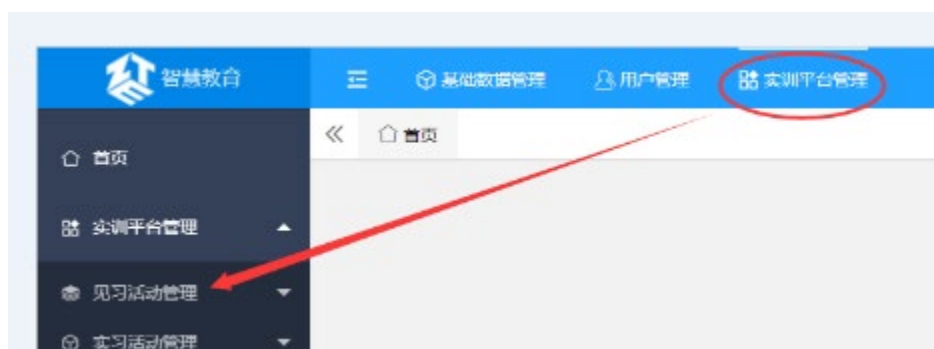 智慧教育
基础数据管理
用户管理
实训平台管理
首页
首页
实训平台管理
见习活动管理
实习活动管理